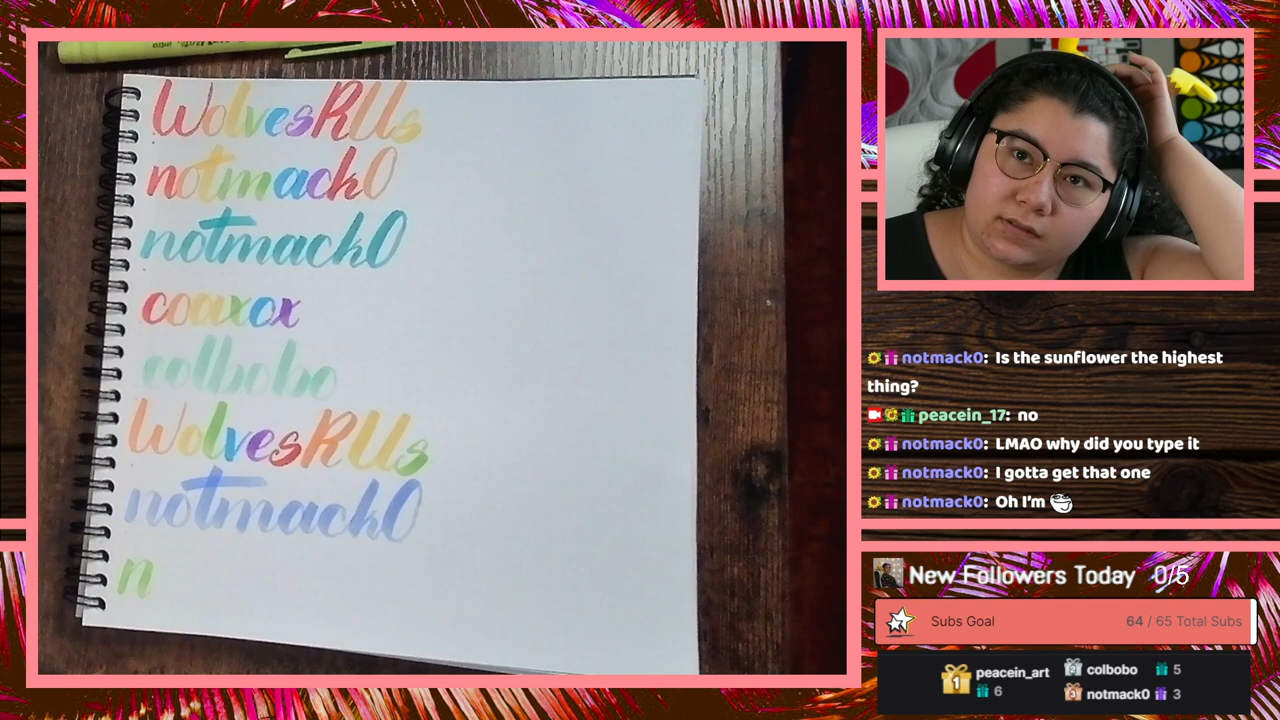 WolvesRUs
notmack0
notmack0
coaxox
colbobo
WolvesRUs
notmack0
n
notmack0: Is the sunflower the highest
thing?
peacein_17: no
notmack0: LMAO why did you type it
notmack0: I gotta get that one
notmack0: Oh I'm
New Followers Today 0/5
Subs Goal 64 / 65 Total Subs
1 peacein_art 6
2 colbobo 5
3 notmack0 3